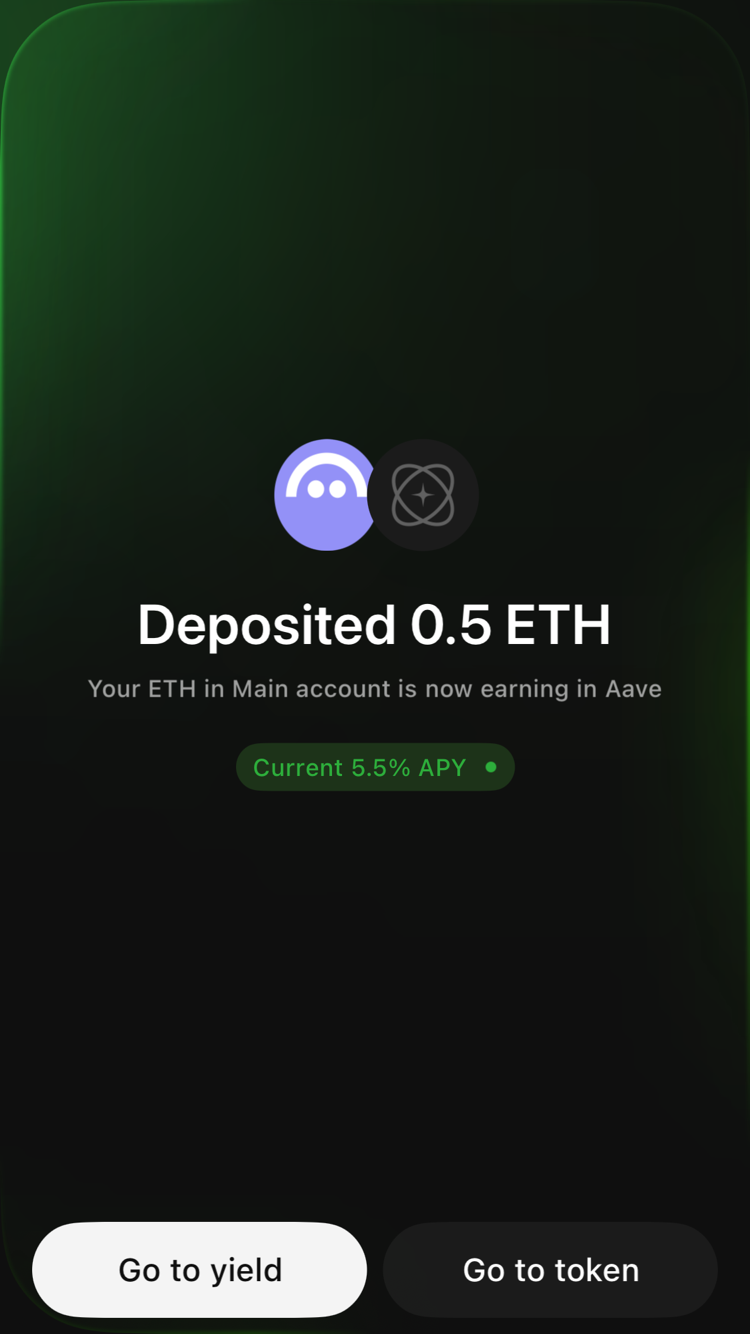 Deposited 0.5 ETH
Your ETH in Main account is now earning in Aave
Current 5.5% APY
Go to yield
Go to token